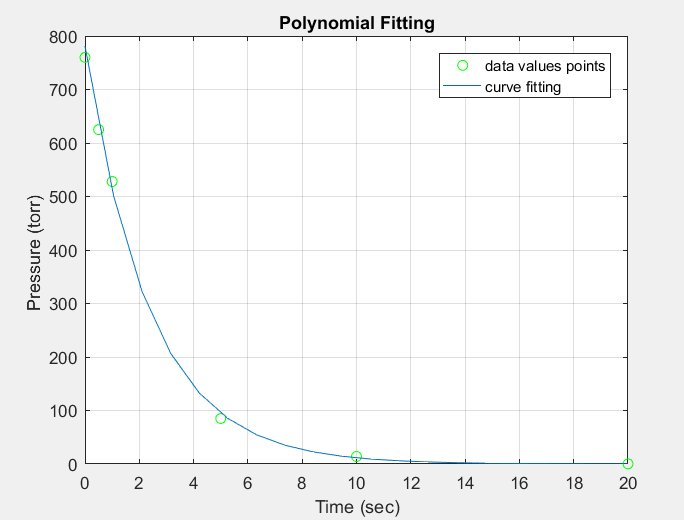 Polynomial Fitting
800
700
600
500
400
300
200
100
0
Pressure (torr)
data values points
curve fitting
0 2 4 6 8 10 12 14 16 18 20
Time (sec)